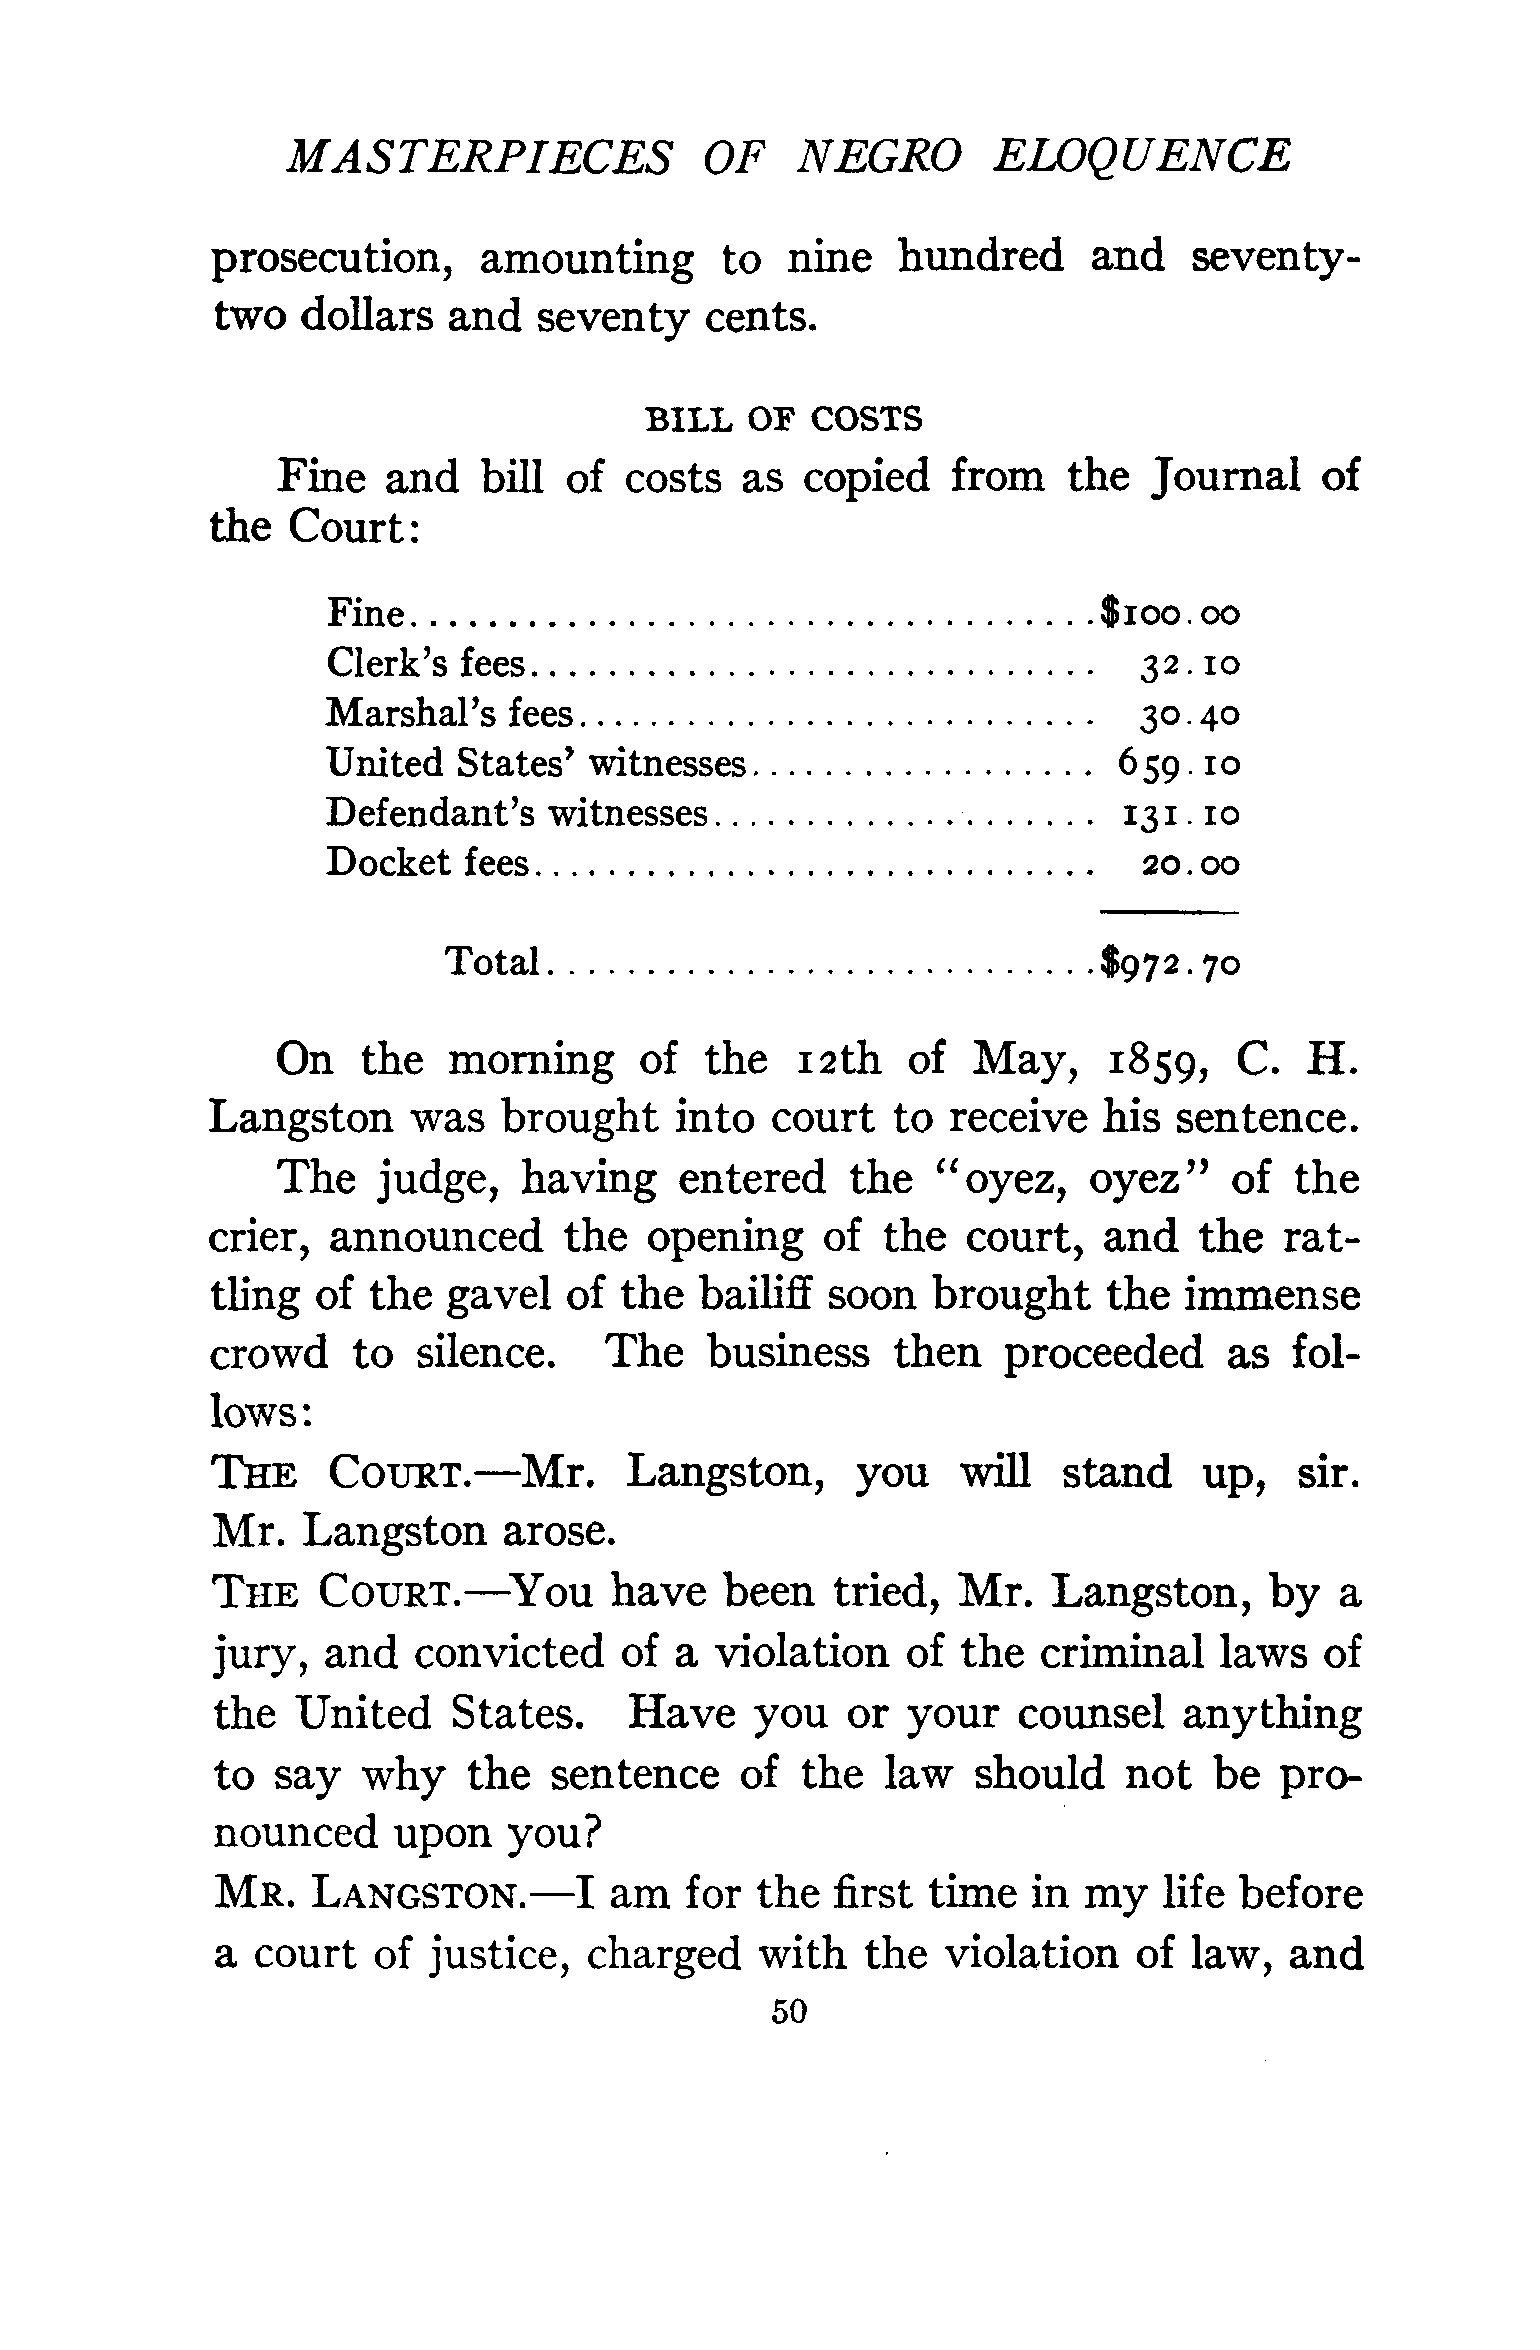 MASTERPIECES OF NEGRO ELOQUENCE
prosecution, amounting to nine hundred and seventy-
two dollars and seventy cents.
BILL OF COSTS
Fine and bill of costs as copied from the Journal of
the Court:
Fine...................................$100.00
Clerk's fees............................. 32.10
Marshal's fees.......................... 30.40
United States' witnesses.................. 659.10
Defendant's witnesses.................... 131.10
Docket fees............................. 20.00
Total............................$972.70
On the morning of the 12th of May, 1859, C. H.
Langston was brought into court to receive his sentence.
The judge, having entered the "oyez, oyez" of the
crier, announced the opening of the court, and the rat-
tling of the gavel of the bailiff soon brought the immense
crowd to silence. The business then proceeded as fol-
lows:
THE COURT.—Mr. Langston, you will stand up, sir.
Mr. Langston arose.
THE COURT.—You have been tried, Mr. Langston, by a
jury, and convicted of a violation of the criminal laws of
the United States. Have you or your counsel anything
to say why the sentence of the law should not be pro-
nounced upon you?
MR. LANGSTON.—I am for the first time in my life before
a court of justice, charged with the violation of law, and
50